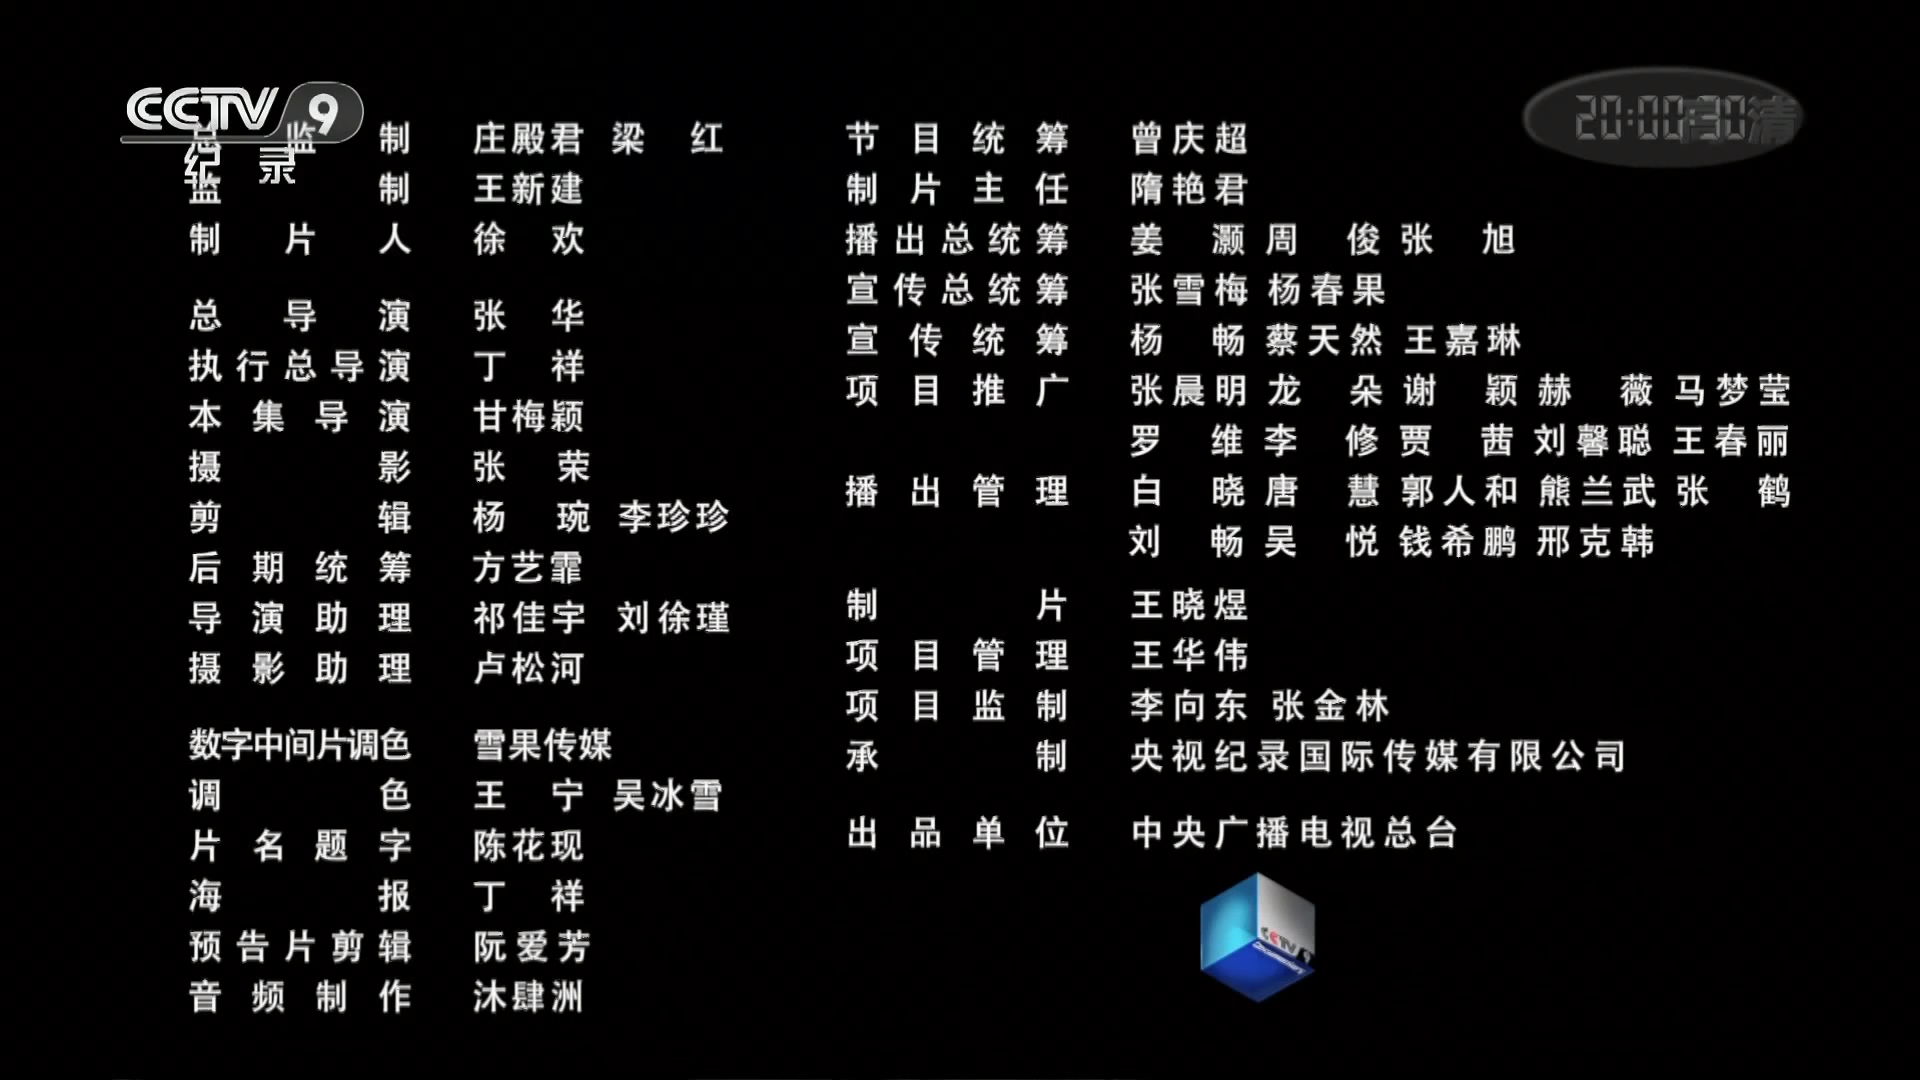 CCTV 9
纪 录
20:00:30
高清
总监制 庄殿君 梁红
监制 王新建
制片人 徐欢
总导演 张华
执行总导演 丁祥
本集导演 甘梅颖
摄影 张荣
剪辑 杨琬 李珍珍
后期统筹 方艺霏
导演助理 祁佳宇 刘徐瑾
摄影助理 卢松河
数字中间片调色 雪果传媒
调色 王宁 吴冰雪
片名题字 陈花现
海报 丁祥
预告片剪辑 阮爱芳
音频制作 沐肆洲
节目统筹 曾庆超
制片主任 隋艳君
播出总统筹 姜灏 周俊 张旭
宣传总统筹 张雪梅 杨春果
宣传统筹 杨畅 蔡天然 王嘉琳
项目推广 张晨明 龙朵 谢颖 赫薇 马梦莹
罗维 李修 贾茜 刘馨聪 王春丽
播出管理 白晓 唐慧 郭人和 熊兰武 张鹤
刘畅 吴悦 钱希鹏 邢克韩
制片 王晓煜
项目管理 王华伟
项目监制 李向东 张金林
承制 央视纪录国际传媒有限公司
出品单位 中央广播电视总台
CCTV 9
Documentary